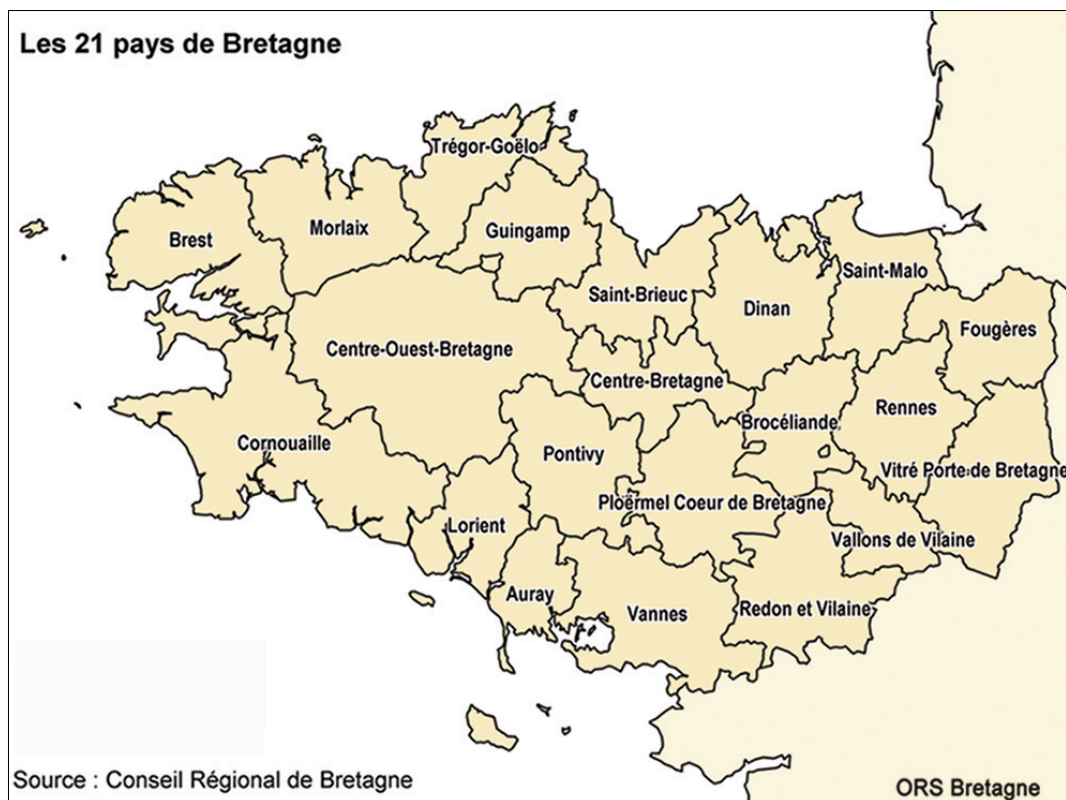 Les 21 pays de Bretagne
Trégor-Goëlo
Guingamp
Morlaix
Brest
Saint-Malo
Saint-Brieuc
Dinan
Fougères
Centre-Ouest-Bretagne
Centre-Bretagne
Rennes
Brocéliande
Cornouaille
Pontivy
Vitré Porte de Bretagne
Ploërmel Coeur de Bretagne
Lorient
Vallons de Vilaine
Auray
Vannes
Redon et Vilaine
Source : Conseil Régional de Bretagne
ORS Bretagne